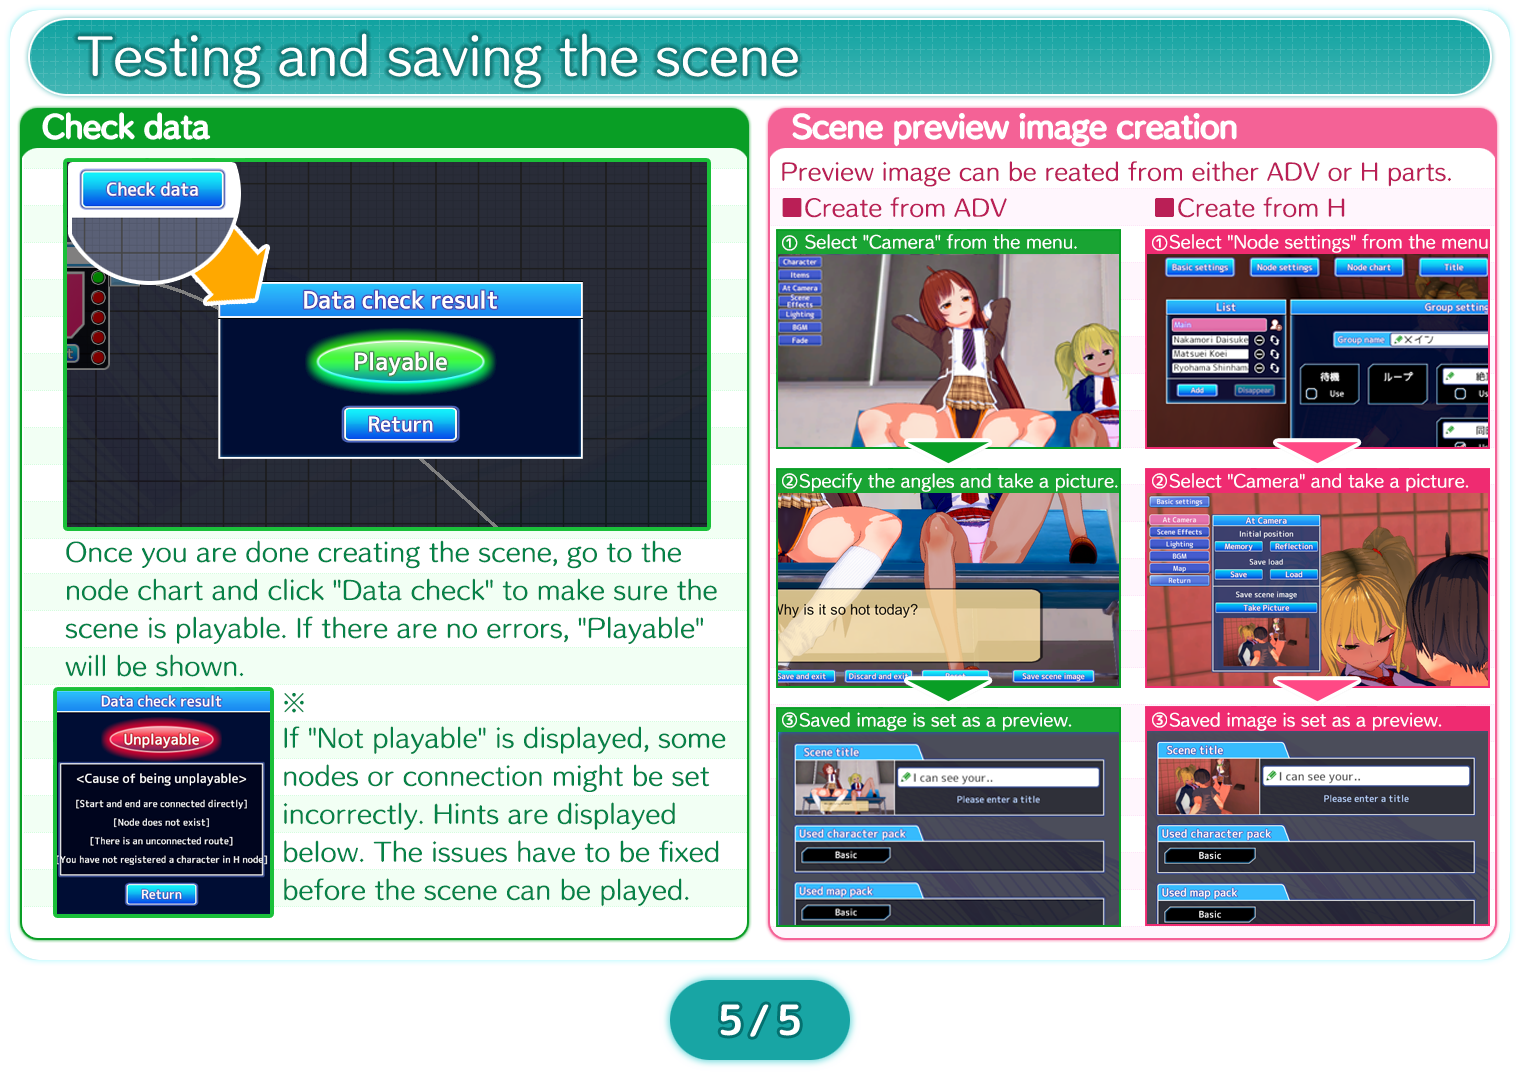 Testing and saving the scene
Check data
Check data
Data check result
Playable
Return
Once you are done creating the scene, go to the
node chart and click "Data check" to make sure the
scene is playable. If there are no errors, "Playable"
will be shown.
Data check result
Unplayable
<Cause of being unplayable>
[Start and end are connected directly]
[Node does not exist]
[There is an unconnected route]
[You have not registered a character in H node]
Return
※
If "Not playable" is displayed, some
nodes or connection might be set
incorrectly. Hints are displayed
below. The issues have to be fixed
before the scene can be played.
Scene preview image creation
Preview image can be reated from either ADV or H parts.
■Create from ADV
① Select "Camera" from the menu.
Character
Items
At Camera
Scene
Effects
Lighting
BGM
Fade
②Specify the angles and take a picture.
Why is it so hot today?
Save and exit
Discard and exit
Save scene image
③Saved image is set as a preview.
Scene title
I can see your..
Please enter a title
Used character pack
Basic
Used map pack
Basic
■Create from H
①Select "Node settings" from the menu
Basic settings
Node settings
Node chart
Title
List
Main
Nakamori Daisuke
Matsuei Koei
Ryohama Shinham
Add
Disappear
Group setting
Group name
メイン
待機
Use
ループ
②Select "Camera" and take a picture.
Basic settings
At Camera
Scene Effects
Lighting
BGM
Map
Return
At Camera
Initial position
Memory
Reflection
Save load
Save
Load
Save scene image
Take Picture
③Saved image is set as a preview.
Scene title
I can see your..
Please enter a title
Used character pack
Basic
Used map pack
Basic
5/5